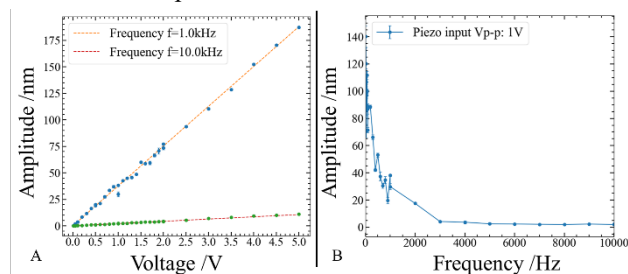 Frequency f=1.0kHz
Frequency f=10.0kHz
Amplitude /nm
175
150
125
100
75
50
25
0
0.0 0.5 1.0 1.5 2.0 2.5 3.0 3.5 4.0 4.5 5.0
A
Voltage /V
Piezo input Vp-p: 1V
Amplitude /nm
140
120
100
80
60
40
20
0
0 2000 4000 6000 8000 10000
B
Frequency /Hz